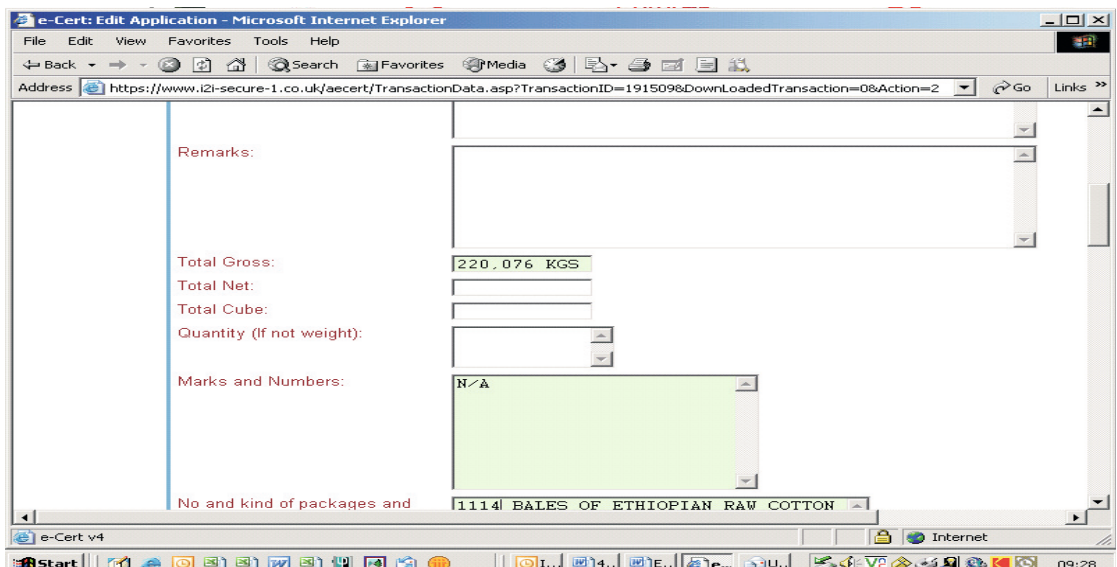 e-Cert: Edit Application - Microsoft Internet Explorer
File Edit View Favorites Tools Help
Back Search Favorites Media
Address https://www.i2i-secure-1.co.uk/aecert/TransactionData.asp?TransactionID=191509&DownLoadedTransaction=0&Action=2 Go Links »
Remarks:
Total Gross: 220,076 KGS
Total Net:
Total Cube:
Quantity (If not weight):
Marks and Numbers: N/A
No and kind of packages and 1114 BALES OF ETHIOPIAN RAW COTTON
e-Cert v4 Internet
Start I... 4... E... e... U... 09:28